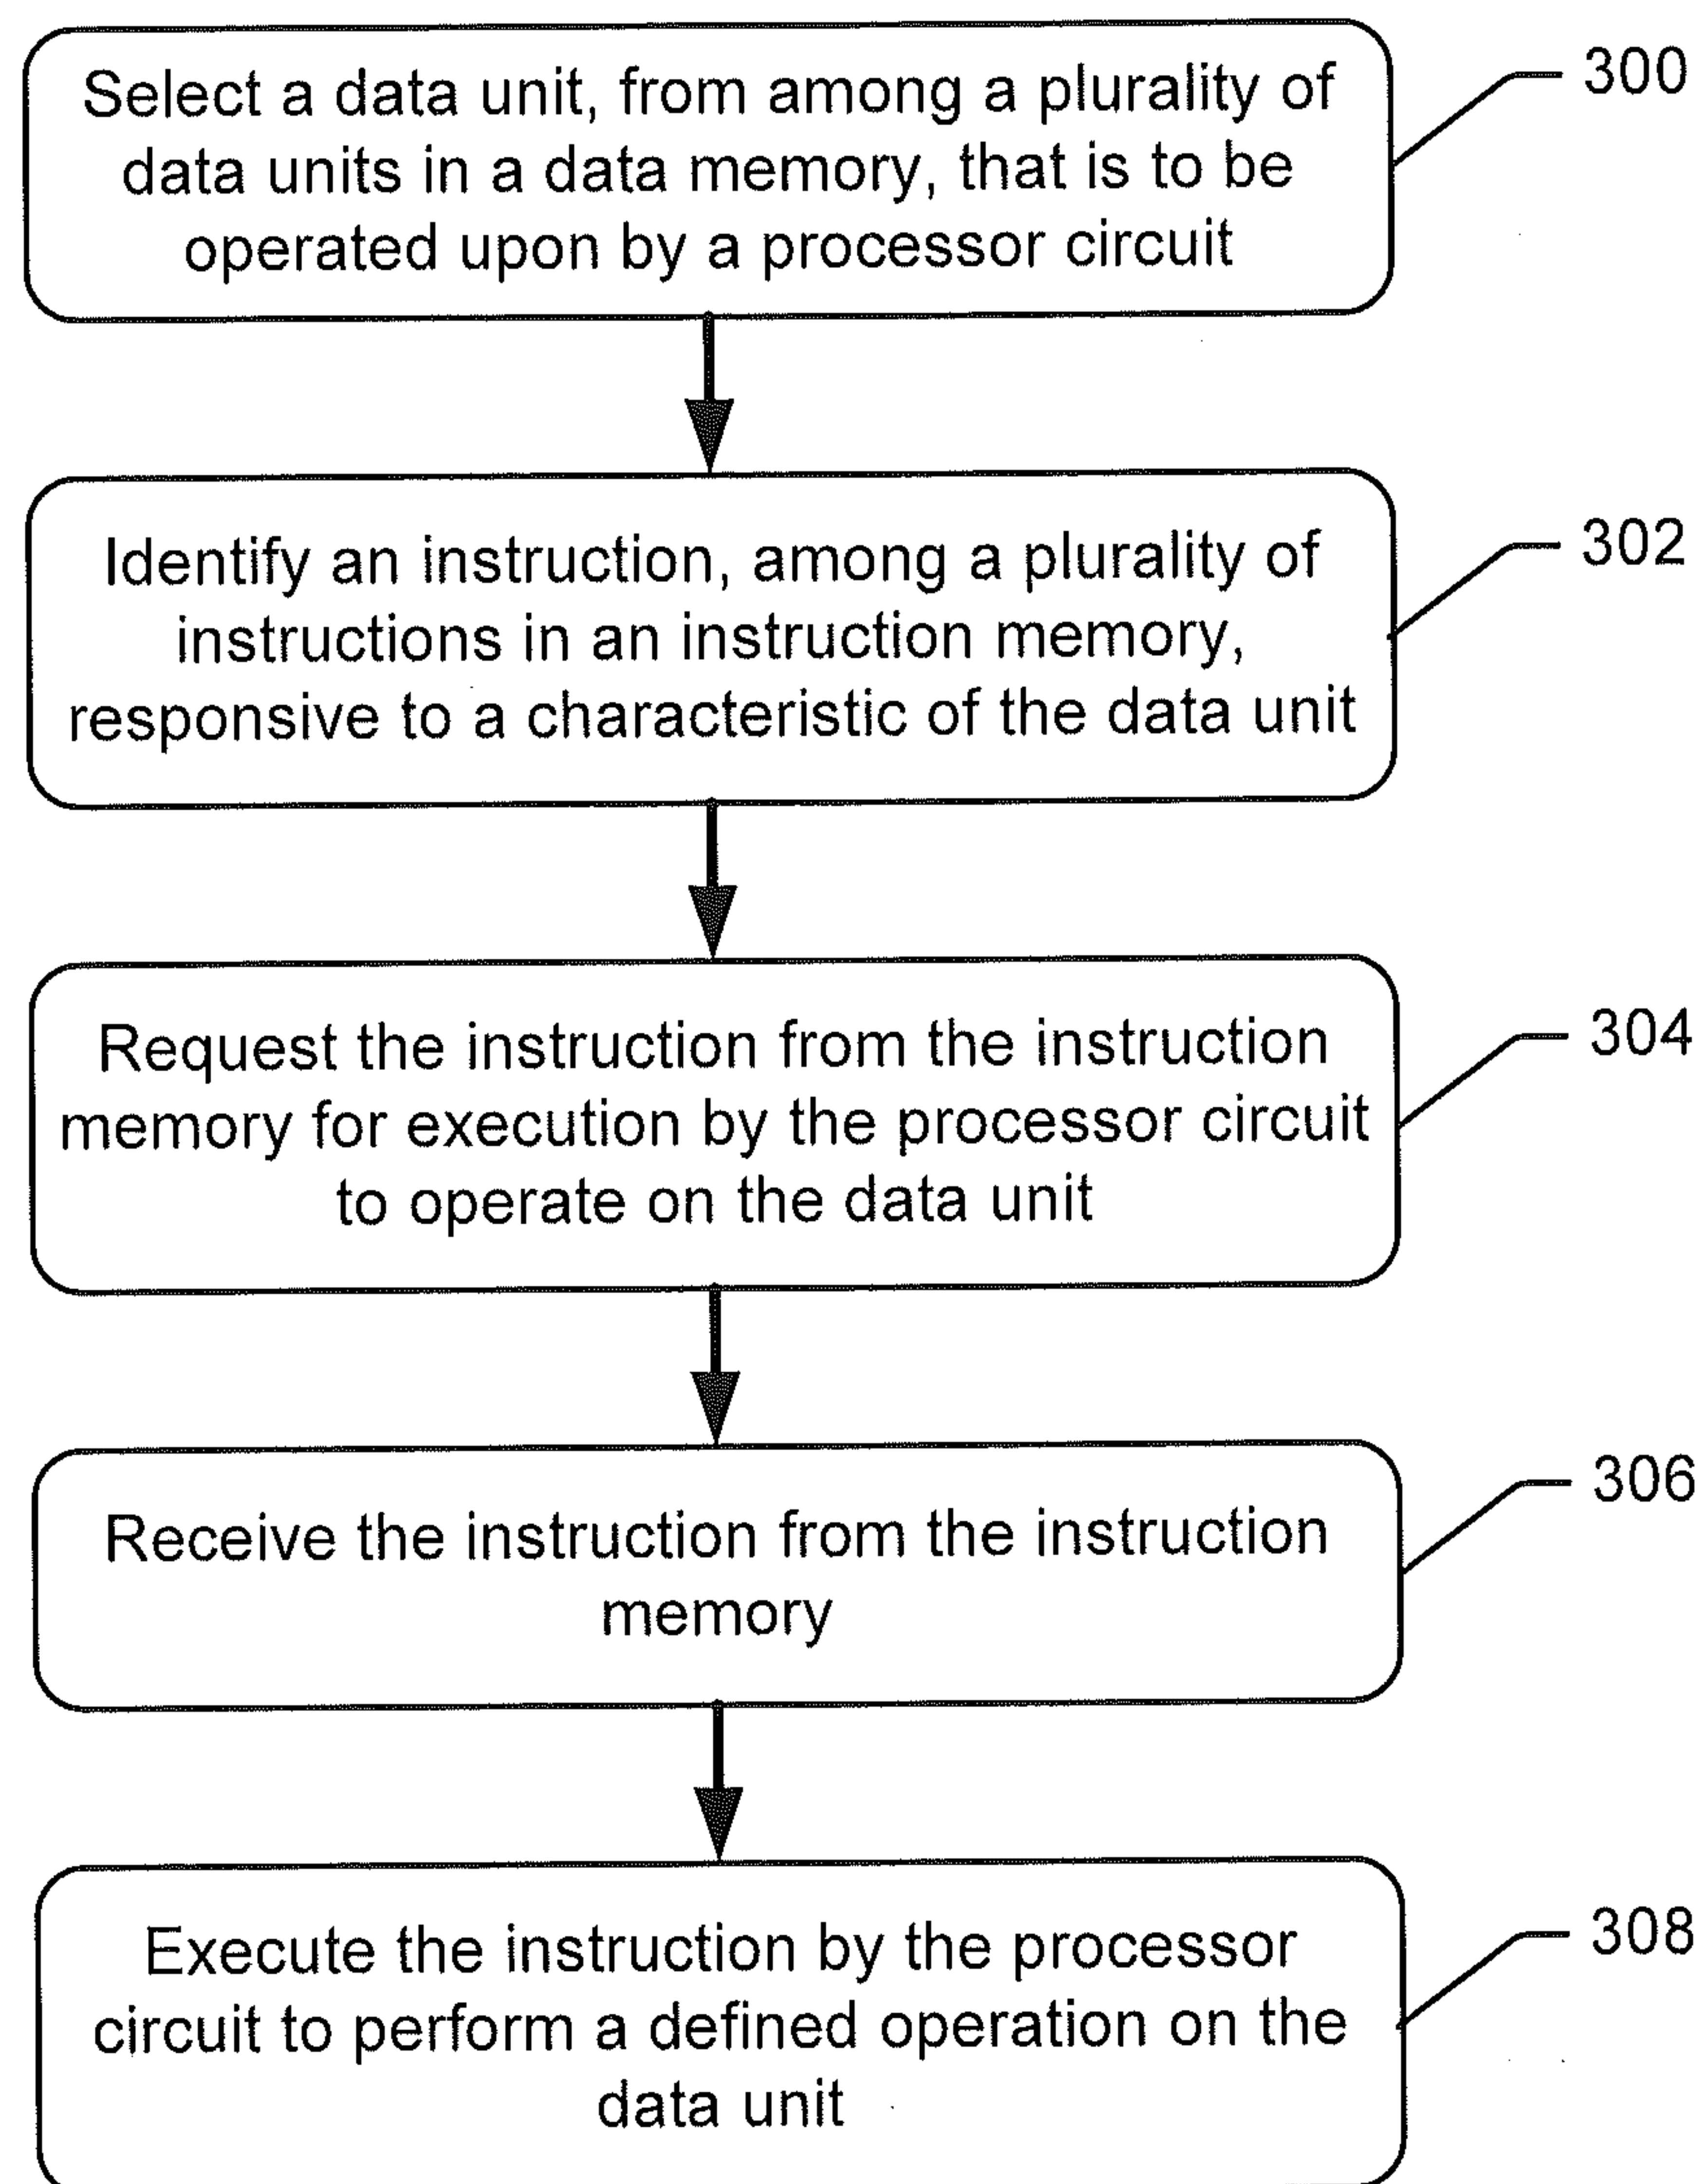 Select a data unit, from among a plurality of
data units in a data memory, that is to be
operated upon by a processor circuit
300
Identify an instruction, among a plurality of
instructions in an instruction memory,
responsive to a characteristic of the data unit
302
Request the instruction from the instruction
memory for execution by the processor circuit
to operate on the data unit
304
Receive the instruction from the instruction
memory
306
Execute the instruction by the processor
circuit to perform a defined operation on the
data unit
308